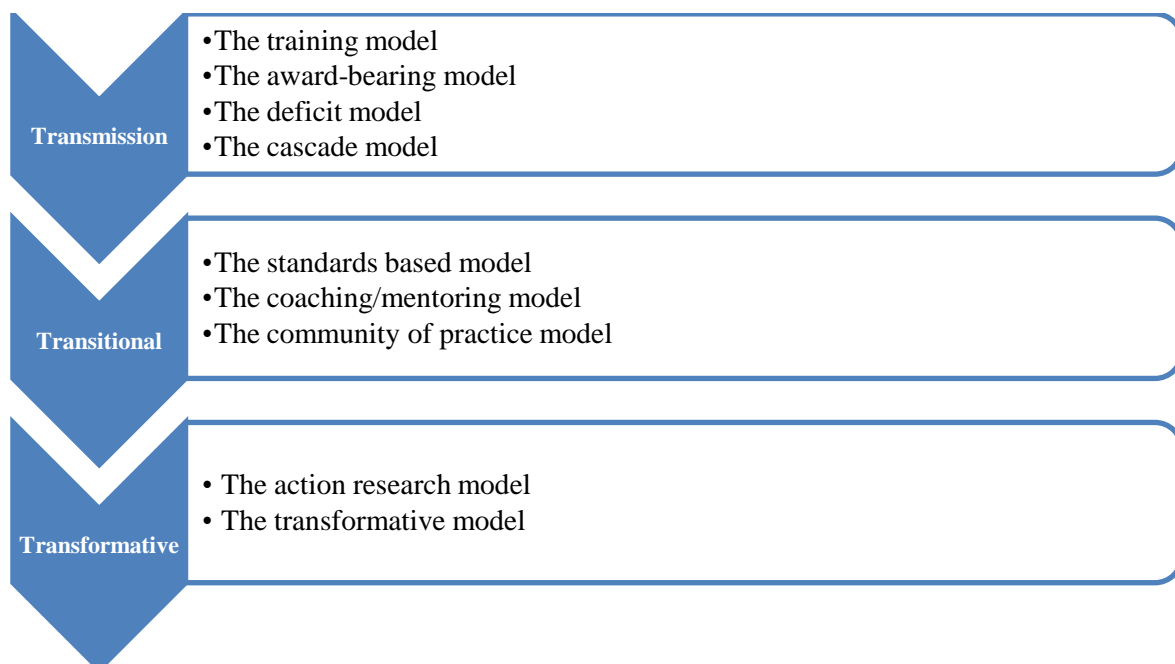 •The training model
•The award-bearing model
•The deficit model
•The cascade model
Transmission
•The standards based model
•The coaching/mentoring model
•The community of practice model
Transitional
• The action research model
• The transformative model
Transformative